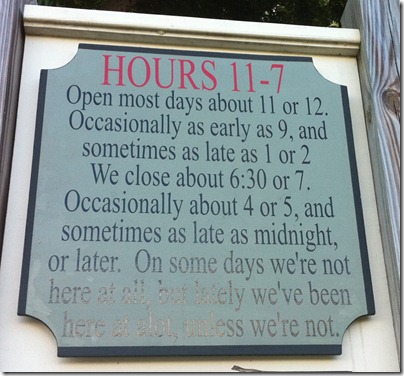 HOURS 11-7
Open most days about 11 or 12.
Occasionally as early as 9, and
sometimes as late as 1 or 2
We close about 6:30 or 7.
Occasionally about 4 or 5, and
sometimes as late as midnight,
or later. On some days we're not
here at all, but lately we've been
here at alot, unless we're not.